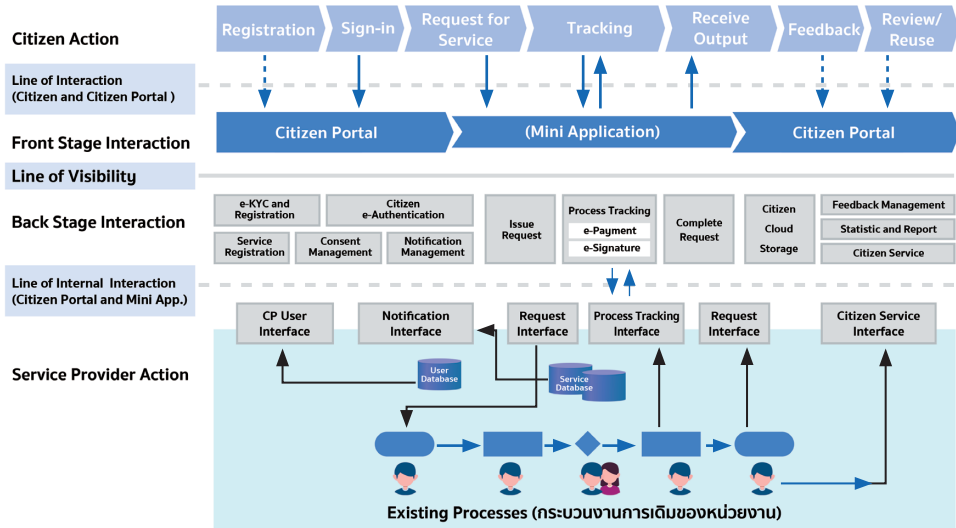 Citizen Action
Registration
Sign-in
Request for
Service
Tracking
Receive
Output
Feedback
Review/
Reuse
Line of Interaction
(Citizen and Citizen Portal )
Front Stage Interaction
Citizen Portal
(Mini Application)
Citizen Portal
Line of Visibility
Back Stage Interaction
e-KYC and
Registration
Citizen
e-Authentication
Service
Registration
Consent
Management
Notification
Management
Issue
Request
Process Tracking
e-Payment
e-Signature
Complete
Request
Citizen
Cloud
Storage
Feedback Management
Statistic and Report
Citizen Service
Line of Internal Interaction
(Citizen Portal and Mini App.)
CP User
Interface
Notification
Interface
Request
Interface
Process Tracking
Interface
Request
Interface
Citizen Service
Interface
Service Provider Action
User
Database
Service
Database
Existing Processes (กระบวนงานการเดิมของหน่วยงาน)